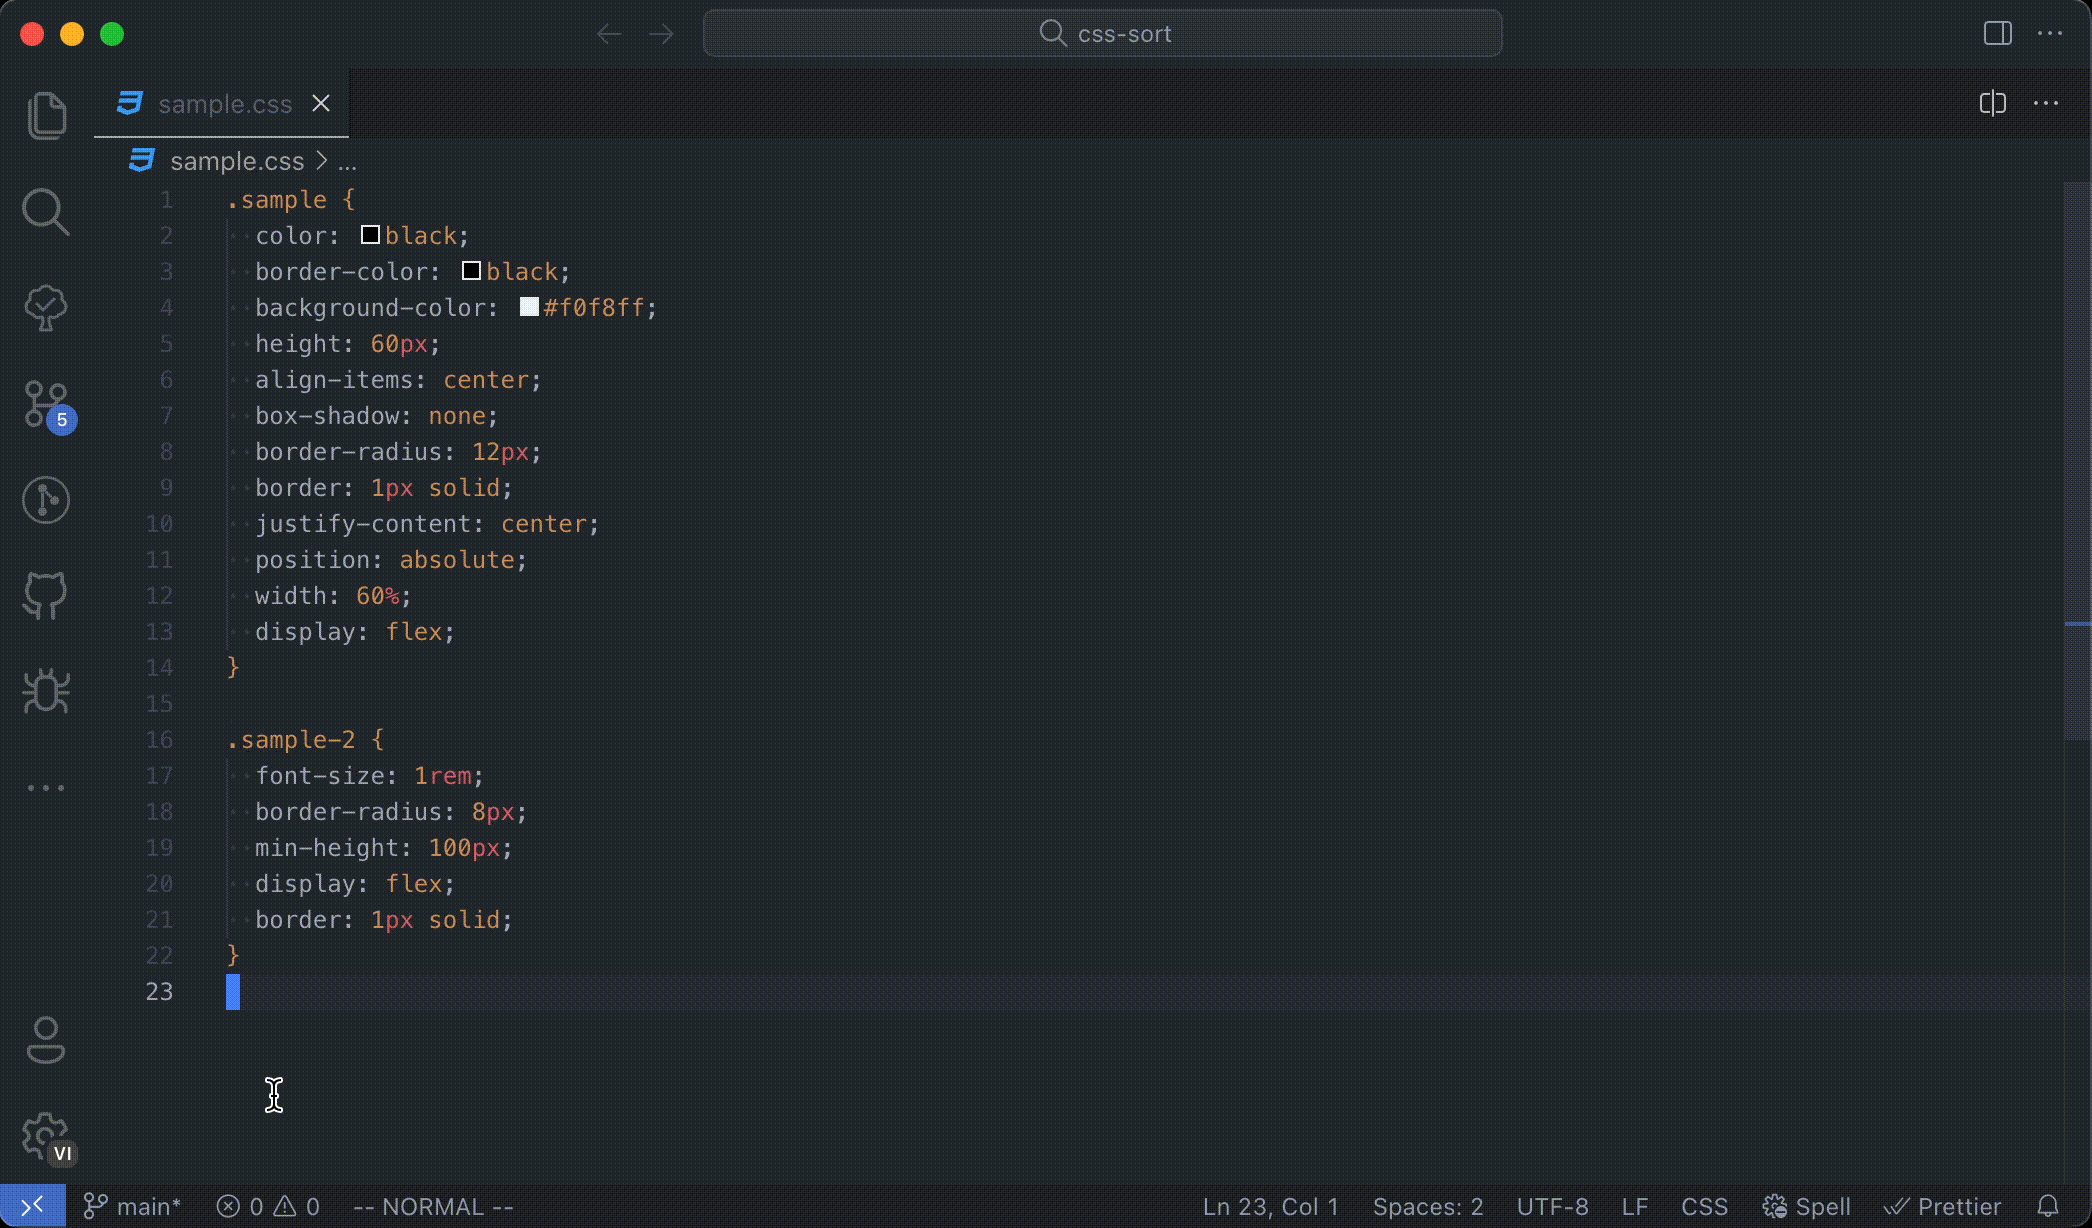 css-sort
sample.css
sample.css > ...
1 .sample {
2 color: black;
3 border-color: black;
4 background-color: #f0f8ff;
5 height: 60px;
6 align-items: center;
7 box-shadow: none;
8 border-radius: 12px;
9 border: 1px solid;
10 justify-content: center;
11 position: absolute;
12 width: 60%;
13 display: flex;
14 }
15
16 .sample-2 {
17 font-size: 1rem;
18 border-radius: 8px;
19 min-height: 100px;
20 display: flex;
21 border: 1px solid;
22 }
23
5
VI
main* 0 0 -- NORMAL -- Ln 23, Col 1 Spaces: 2 UTF-8 LF CSS Spell Prettier